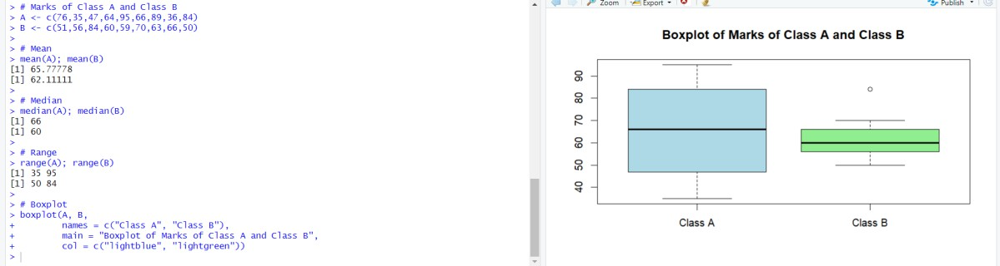 > # Marks of Class A and Class B
> A <- c(76,35,47,64,95,66,89,36,84)
> B <- c(51,56,84,60,59,70,63,66,50)
>
> # Mean
> mean(A); mean(B)
[1] 65.77778
[1] 62.11111
>
> # Median
> median(A); median(B)
[1] 66
[1] 60
>
> # Range
> range(A); range(B)
[1] 35 95
[1] 50 84
>
> # Boxplot
> boxplot(A, B,
+         names = c("Class A", "Class B"),
+         main = "Boxplot of Marks of Class A and Class B",
+         col = c("lightblue", "lightgreen"))
>
Zoom Export Publish
Boxplot of Marks of Class A and Class B
90
80
70
60
50
40
Class A Class B